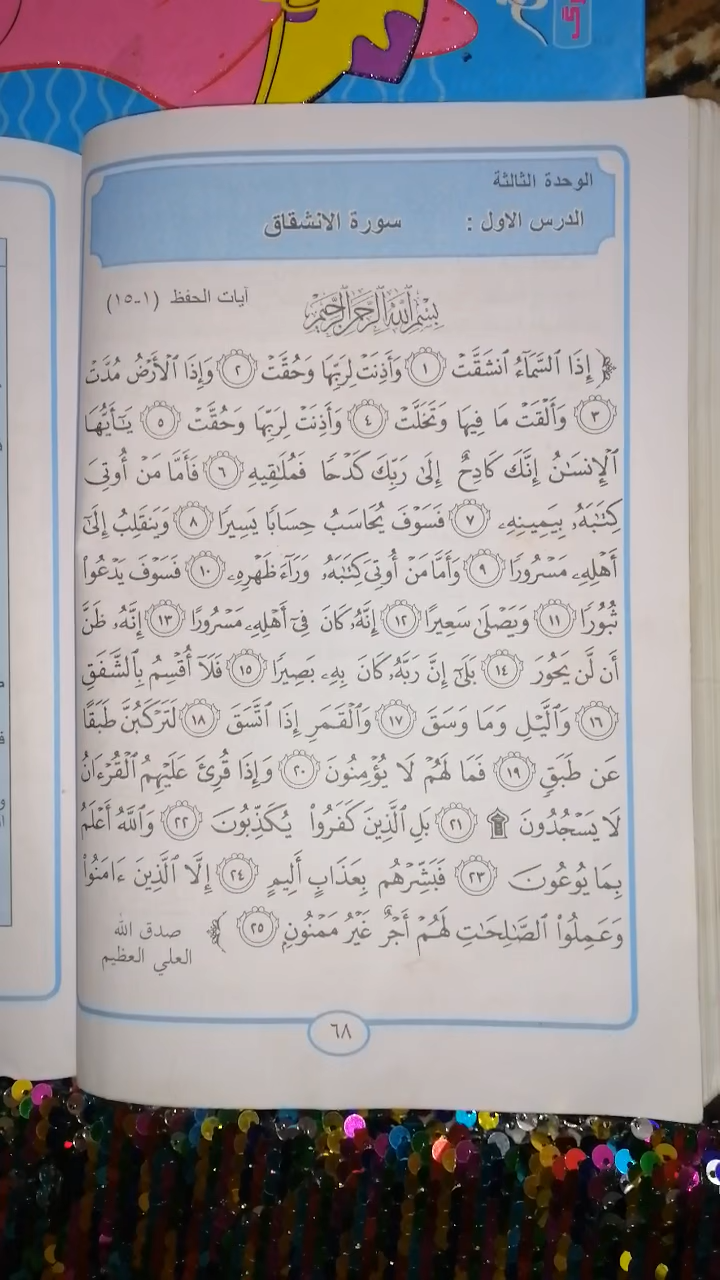 الوحدة الثالثة
الدرس الاول : سورة الانشقاق
بِسْمِ ٱللَّهِ ٱلرَّحْمَٰنِ ٱلرَّحِيمِ آيات الحفظ (١-١٥)
﴿ إِذَا ٱلسَّمَآءُ ٱنشَقَّتْ ١ وَأَذِنَتْ لِرَبِّهَا وَحُقَّتْ ٢ وَإِذَا ٱلْأَرْضُ مُدَّتْ
٣ وَأَلْقَتْ مَا فِيهَا وَتَخَلَّتْ ٤ وَأَذِنَتْ لِرَبِّهَا وَحُقَّتْ ٥ يَٰٓأَيُّهَا
ٱلْإِنسَٰنُ إِنَّكَ كَادِحٌ إِلَىٰ رَبِّكَ كَدْحًا فَمُلَٰقِيهِ ٦ فَأَمَّا مَنْ أُوتِىَ
كِتَٰبَهُۥ بِيَمِينِهِۦ ٧ فَسَوْفَ يُحَاسَبُ حِسَابًا يَسِيرًا ٨ وَيَنقَلِبُ إِلَىٰٓ
أَهْلِهِۦ مَسْرُورًا ٩ وَأَمَّا مَنْ أُوتِىَ كِتَٰبَهُۥ وَرَآءَ ظَهْرِهِۦ ١٠ فَسَوْفَ يَدْعُوا۟
ثُبُورًا ١١ وَيَصْلَىٰ سَعِيرًا ١٢ إِنَّهُۥ كَانَ فِىٓ أَهْلِهِۦ مَسْرُورًا ١٣ إِنَّهُۥ ظَنَّ
أَن لَّن يَحُورَ ١٤ بَلَىٰٓ إِنَّ رَبَّهُۥ كَانَ بِهِۦ بَصِيرًا ١٥ فَلَآ أُقْسِمُ بِٱلشَّفَقِ
١٦ وَٱلَّيْلِ وَمَا وَسَقَ ١٧ وَٱلْقَمَرِ إِذَا ٱتَّسَقَ ١٨ لَتَرْكَبُنَّ طَبَقًا
عَن طَبَقٍ ١٩ فَمَا لَهُمْ لَا يُؤْمِنُونَ ٢٠ وَإِذَا قُرِئَ عَلَيْهِمُ ٱلْقُرْءَانُ
لَا يَسْجُدُونَ ۩ ٢١ بَلِ ٱلَّذِينَ كَفَرُوا۟ يُكَذِّبُونَ ٢٢ وَٱللَّهُ أَعْلَمُ
بِمَا يُوعُونَ ٢٣ فَبَشِّرْهُم بِعَذَابٍ أَلِيمٍ ٢٤ إِلَّا ٱلَّذِينَ ءَامَنُوا۟
وَعَمِلُوا۟ ٱلصَّٰلِحَٰتِ لَهُمْ أَجْرٌ غَيْرُ مَمْنُونٍ ٢٥ ﴾ صدق الله
العلي العظيم
٦٨